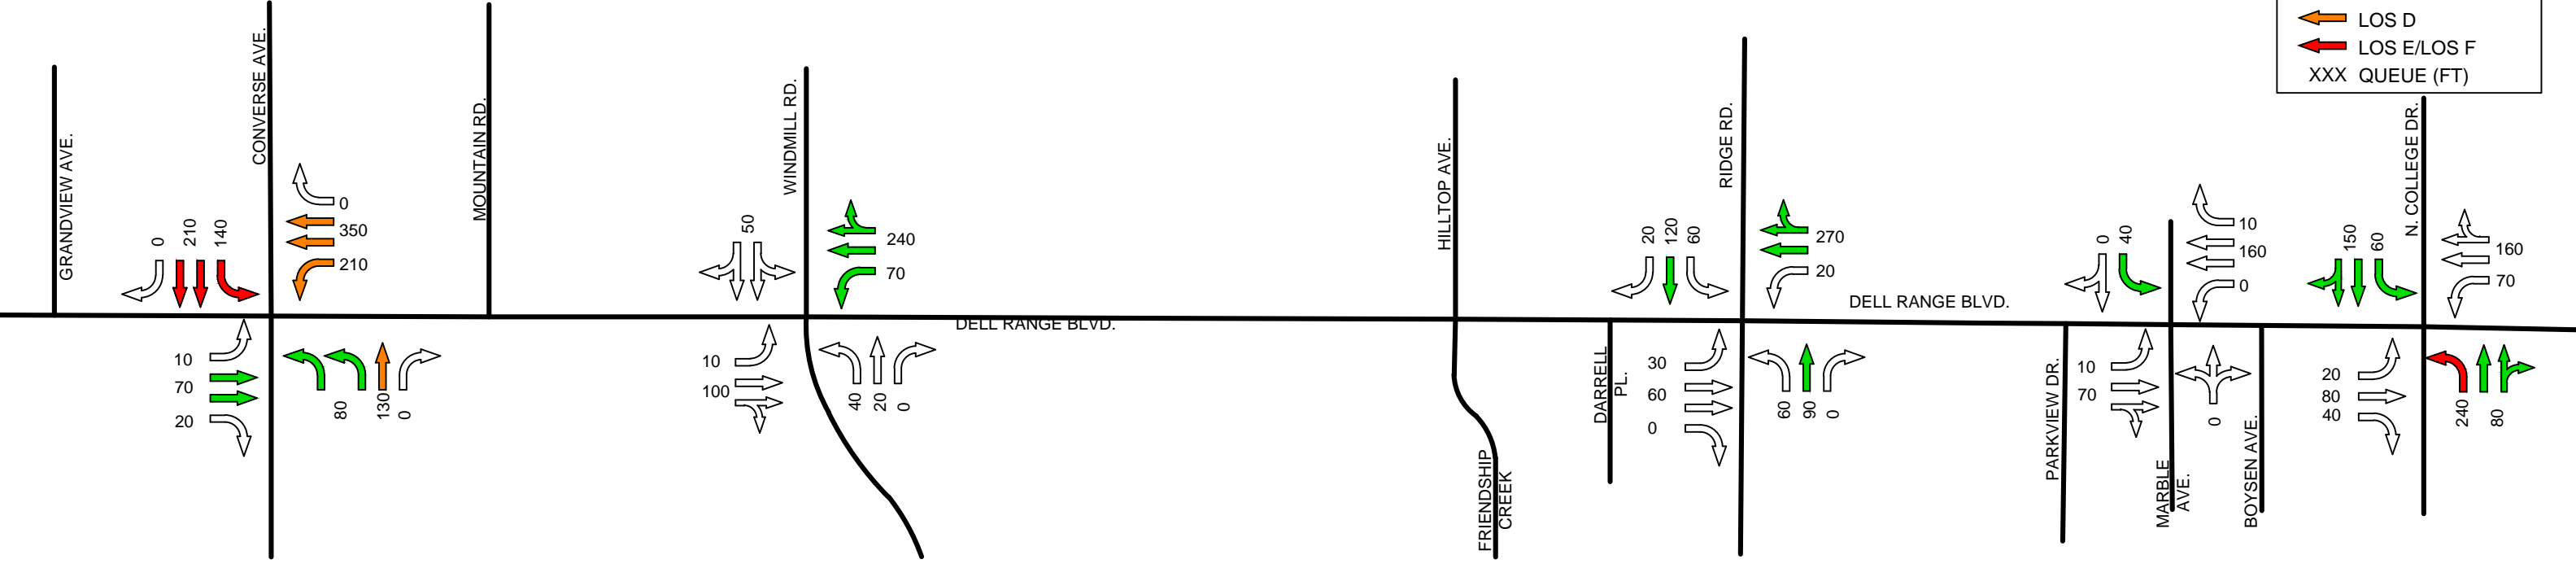 LOS D
LOS E/LOS F
XXX QUEUE (FT)
GRANDVIEW AVE.
CONVERSE AVE.
MOUNTAIN RD.
WINDMILL RD.
HILLTOP AVE.
RIDGE RD.
N. COLLEGE DR.
0
210
140
0
350
210
10
70
20
80
130
0
50
240
70
10
100
40
20
0
DELL RANGE BLVD.
FRIENDSHIP
CREEK
DARRELL
PL.
20
120
60
270
20
30
60
0
60
90
0
DELL RANGE BLVD.
PARKVIEW DR.
MARBLE
AVE.
BOYSEN AVE.
0
40
10
160
0
10
70
0
150
60
160
70
20
80
40
240
80